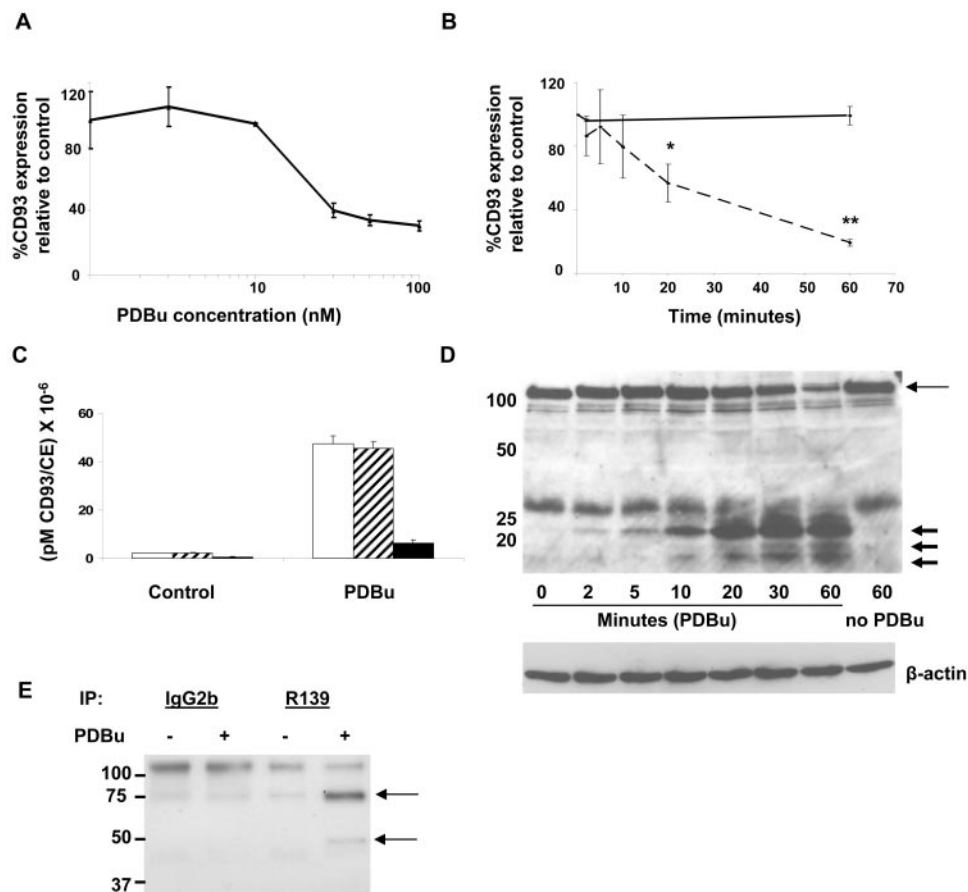 A
%CD93 expression
relative to control
120
80
40
0
10
100
PDBu concentration (nM)
B
%CD93 expression
relative to control
120
80
40
0
*
**
10 20 30 40 50 60 70
Time (minutes)
C
(pM CD93/CE) X 10-6
60
40
20
0
Control
PDBu
D
100
50
25
20
0 2 5 10 20 30 60 60
Minutes (PDBu) no PDBu
β-actin
E
IP: IgG2b R139
PDBu - + - +
100
75
50
37